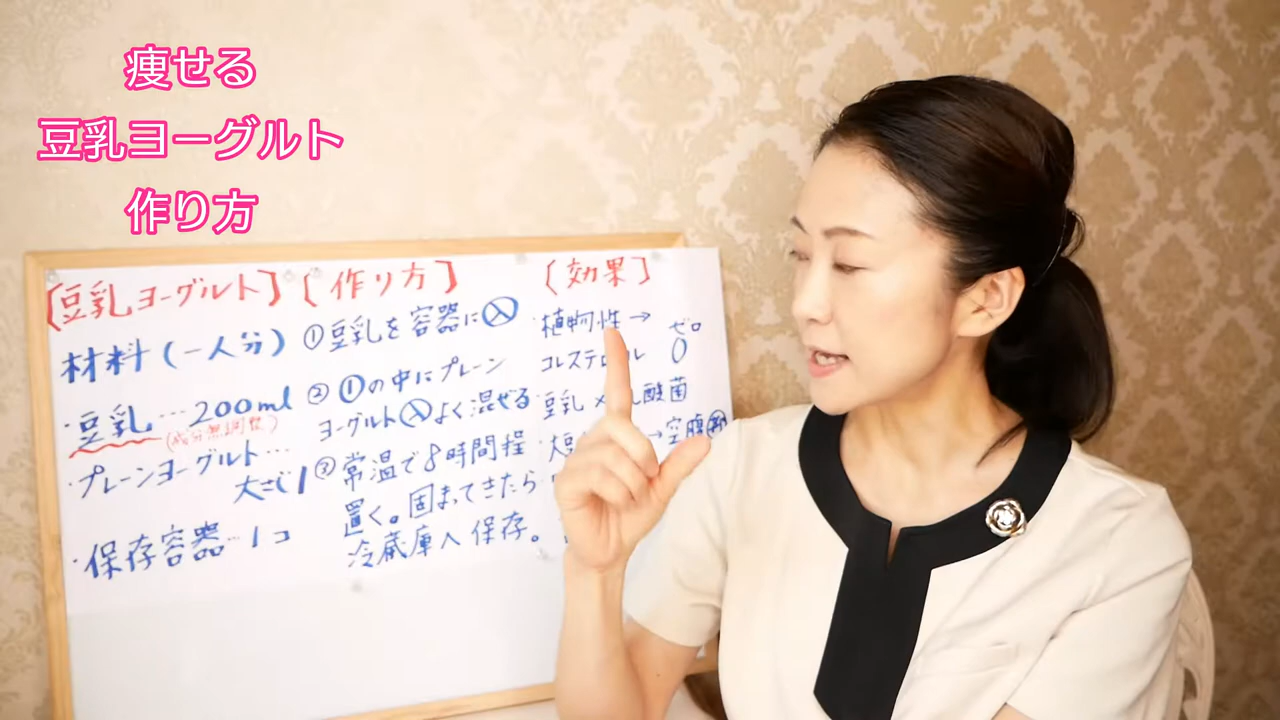 痩せる
豆乳ヨーグルト
作り方
【豆乳ヨーグルト】
材料(一人分)
・豆乳…200ml
(成分無調整)
・プレーンヨーグルト…
大さじ1
・保存容器…1コ
【作り方】
①豆乳を容器に入
②①の中にプレーン
ヨーグルト入よく混ぜる
③常温で8時間程
置く。固まってきたら
冷蔵庫へ保存。
【効果】
・植物性→
コレステロール ゼロ
0
・豆乳×乳酸菌
・大豆 →空腹